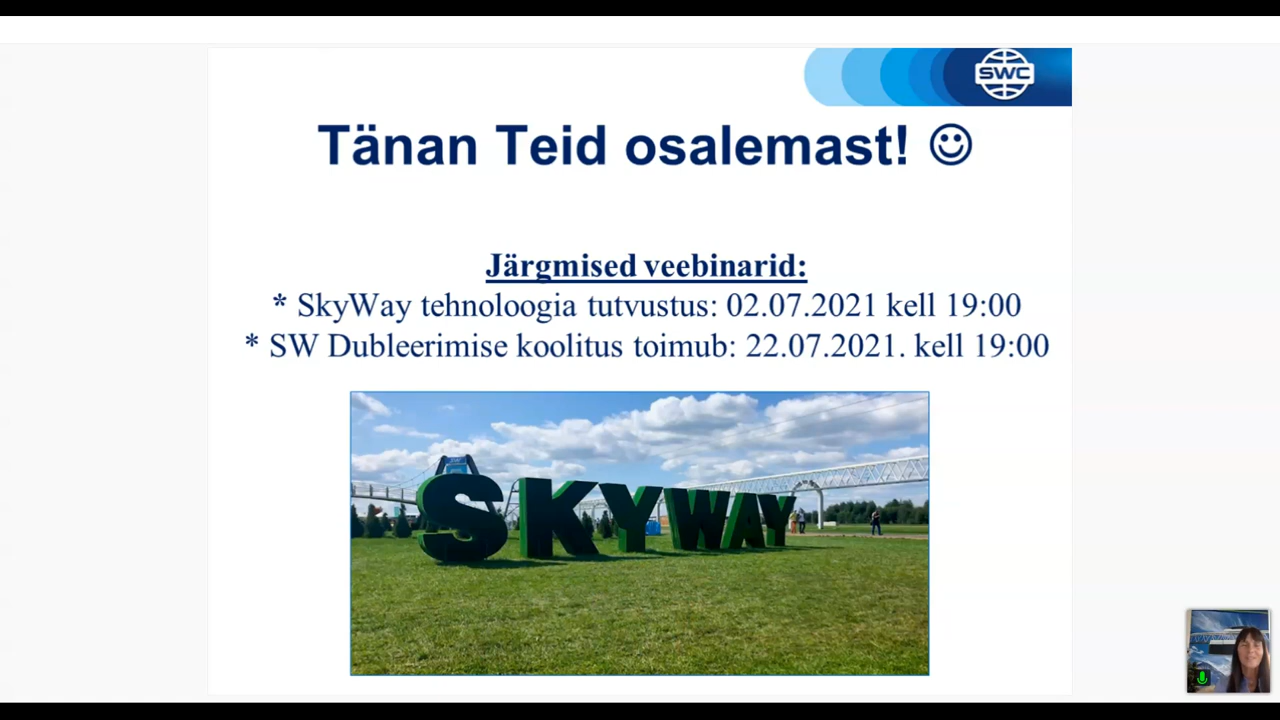 SWC
Tänan Teid osalemast! ☺
Järgmised veebinarid:
* SkyWay tehnoloogia tutvustus: 02.07.2021 kell 19:00
* SW Dubleerimise koolitus toimub: 22.07.2021. kell 19:00
SKYWAY